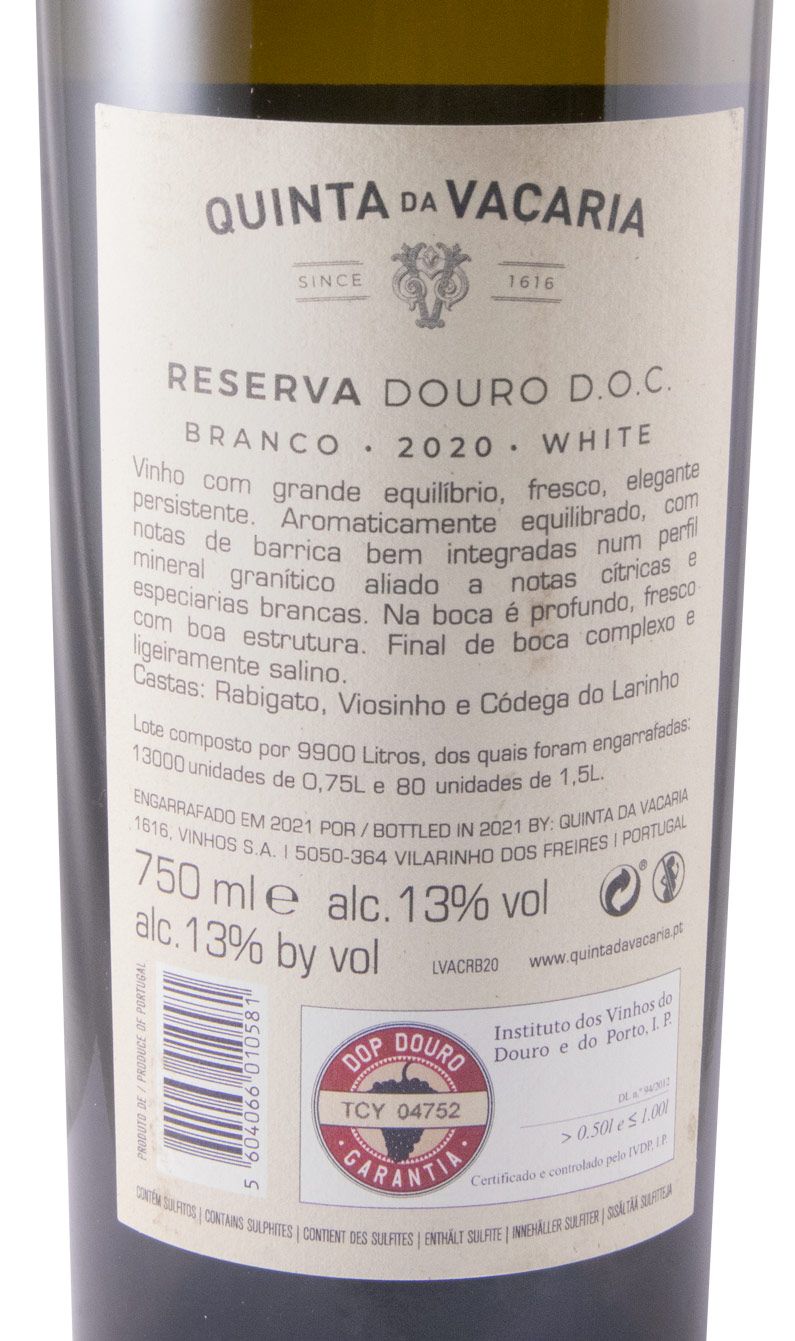 QUINTA DA VACARIA
SINCE 1616
RESERVA DOURO D.O.C.
BRANCO · 2020 · WHITE
Vinho com grande equilíbrio, fresco, elegante
persistente. Aromaticamente equilibrado, com
notas de barrica bem integradas num perfil
mineral granítico aliado a notas cítricas e
especiarias brancas. Na boca é profundo, fresco
com boa estrutura. Final de boca complexo e
ligeiramente salino.
Castas: Rabigato, Viosinho e Códega do Larinho
Lote composto por 9900 Litros, dos quais foram engarrafadas:
13000 unidades de 0,75L e 80 unidades de 1,5L.
ENGARRAFADO EM 2021 POR / BOTTLED IN 2021 BY: QUINTA DA VACARIA
1616, VINHOS S.A. | 5050-364 VILARINHO DOS FREIRES | PORTUGAL
750 ml e alc.13% vol
alc.13% by vol
LVACRB20 www.quintadavacaria.pt
PRODUTO DE / PRODUCE OF PORTUGAL
5 604066 010581
DOP DOURO
TCY 04752
· GARANTIA ·
Instituto dos Vinhos do
Douro e do Porto, I. P.
DL n.º 94/2012
> 0.50l e ≤ 1.00l
Certificado e controlado pelo IVDP, I.P.
CONTÉM SULFITOS | CONTAINS SULPHITES | CONTIENT DES SULFITES | ENTHÄLT SULFITE | INNEHÅLLER SULFITER | SISÄLTÄÄ SULFIITTEJA